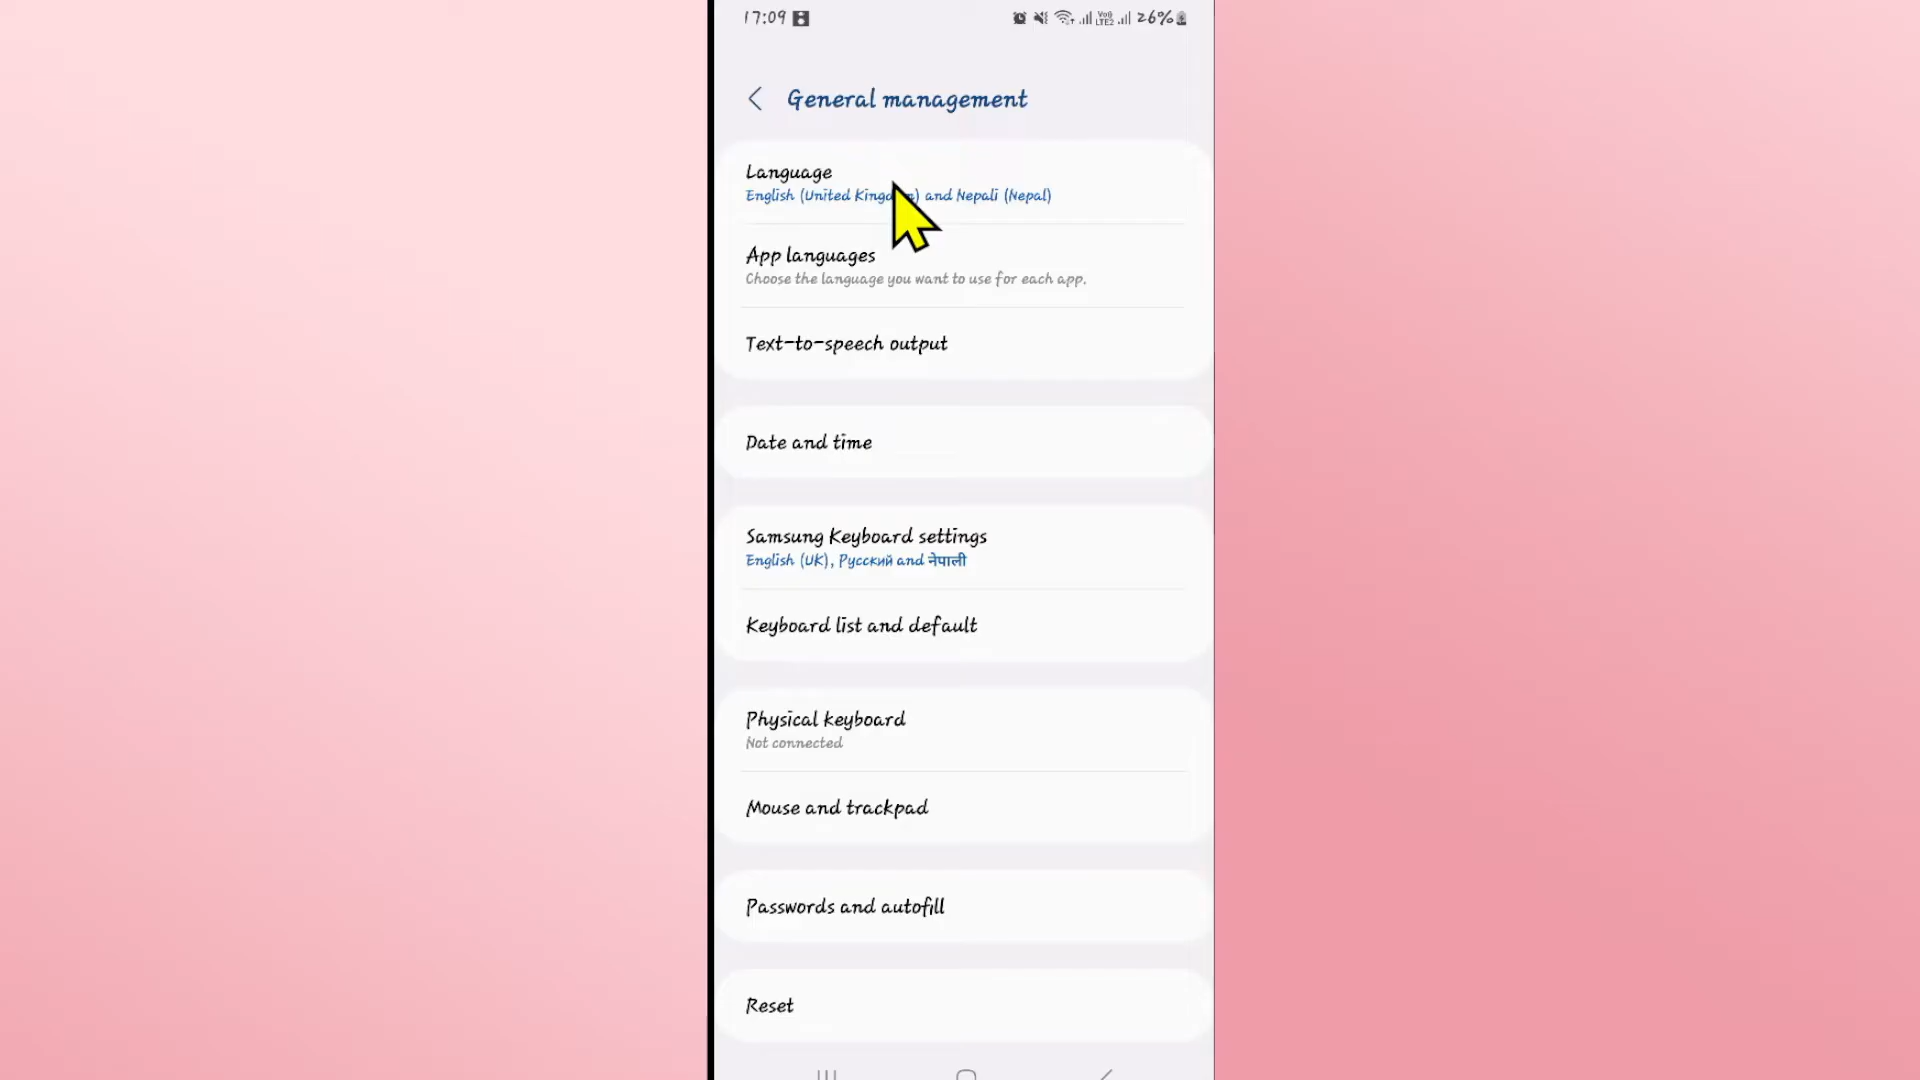 17:09 26%
General management
Language
English (United Kingdom) and Nepali (Nepal)
App languages
Choose the language you want to use for each app.
Text-to-speech output
Date and time
Samsung Keyboard settings
English (UK), Русский and नेपाली
Keyboard list and default
Physical keyboard
Not connected
Mouse and trackpad
Passwords and autofill
Reset